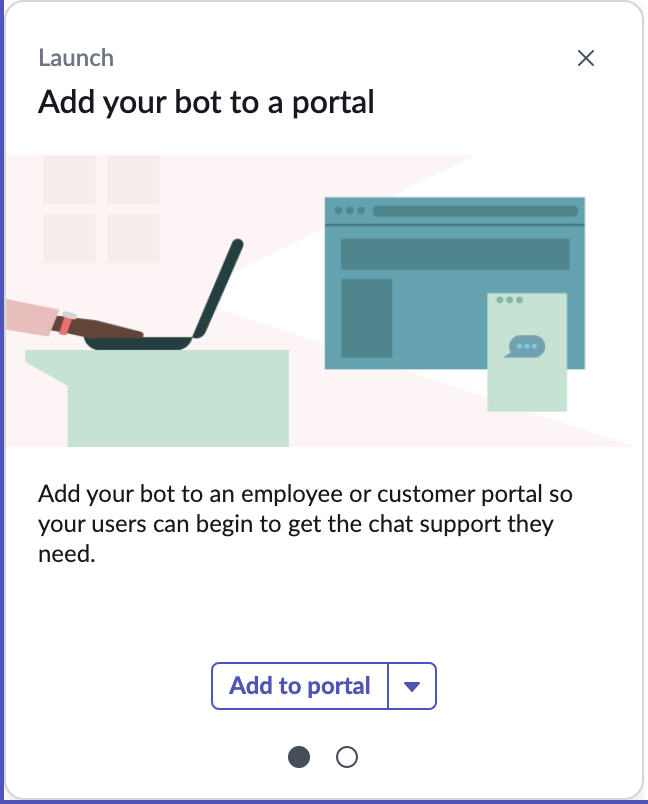 Launch
Add your bot to a portal
Add your bot to an employee or customer portal so
your users can begin to get the chat support they
need.
Add to portal